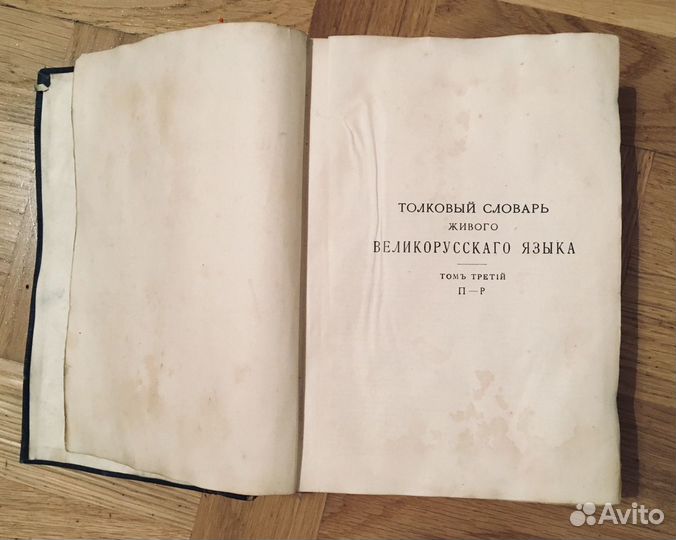 ТОЛКОВЫЙ СЛОВАРЬ
ЖИВОГО
ВЕЛИКОРУССКАГО ЯЗЫКА
ТОМЪ ТРЕТІЙ
П—Р
Avito